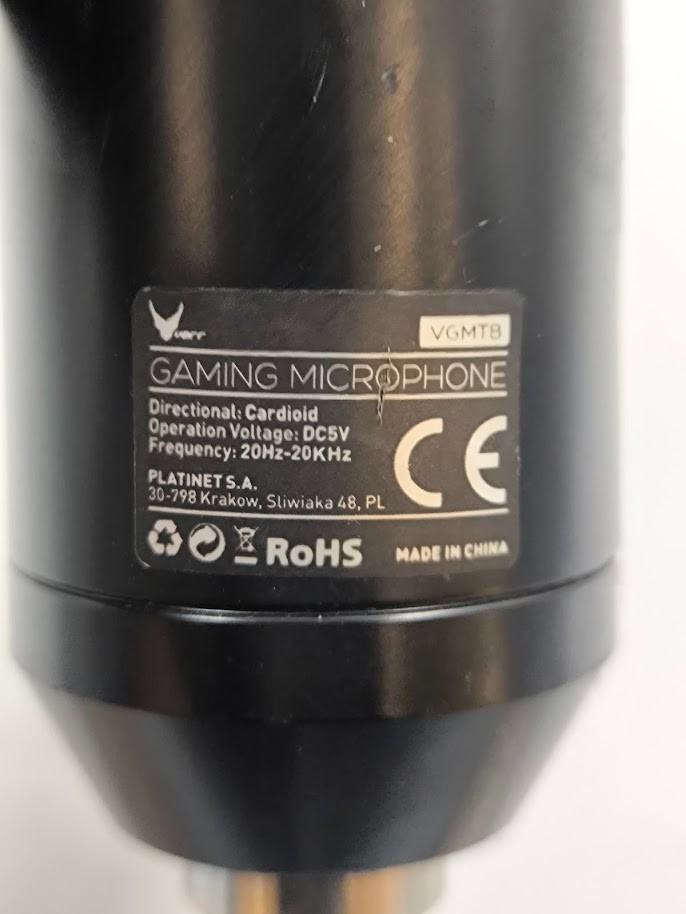 varr
VGMTB
GAMING MICROPHONE
Directional: Cardioid
Operation Voltage: DC5V
Frequency: 20Hz-20KHz
CE
PLATINET S.A.
30-798 Krakow, Sliwiaka 48, PL
RoHS
MADE IN CHINA